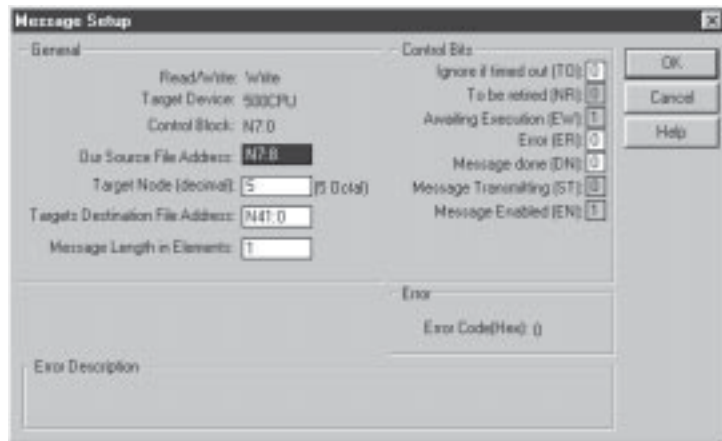 Message Setup
General
Read/Write: Write
Target Device: 500CPU
Control Block: N7:0
Our Source File Address: N7:8
Target Node (decimal): 5 (5 Octal)
Targets Destination File Address: N41:0
Message Length in Elements: 1
Control Bits
Ignore if timed out (TO): 0
To be retried (NR): 0
Awaiting Execution (EW): 1
Error (ER): 0
Message done (DN): 0
Message Transmitting (ST): 0
Message Enabled (EN): 1
OK
Cancel
Help
Error
Error Code(Hex): 0
Error Description